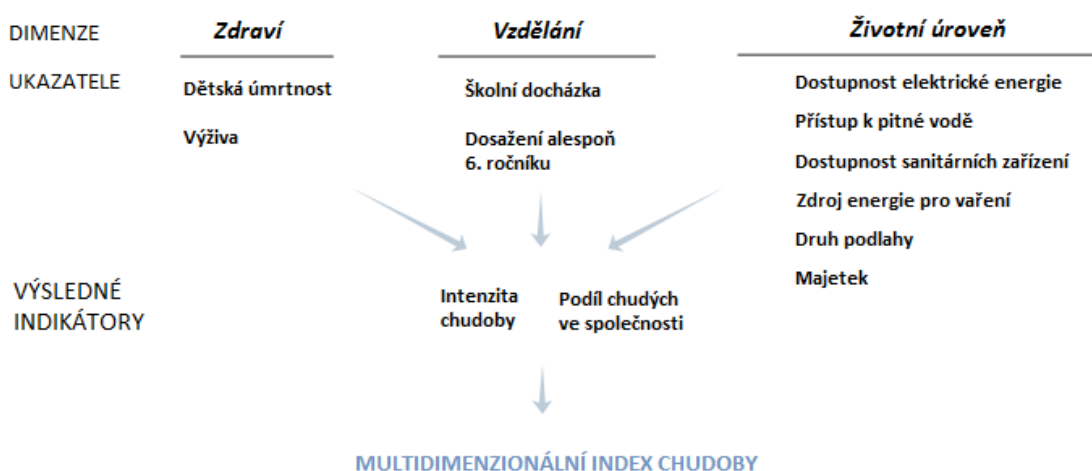 DIMENZE
Zdraví
Vzdělání
Životní úroveň
UKAZATELE
Dětská úmrtnost
Výživa
Školní docházka
Dosažení alespoň
6. ročníku
Dostupnost elektrické energie
Přístup k pitné vodě
Dostupnost sanitárních zařízení
Zdroj energie pro vaření
Druh podlahy
Majetek
VÝSLEDNÉ
INDIKÁTORY
Intenzita
chudoby
Podíl chudých
ve společnosti
MULTIDIMENZIONÁLNÍ INDEX CHUDOBY